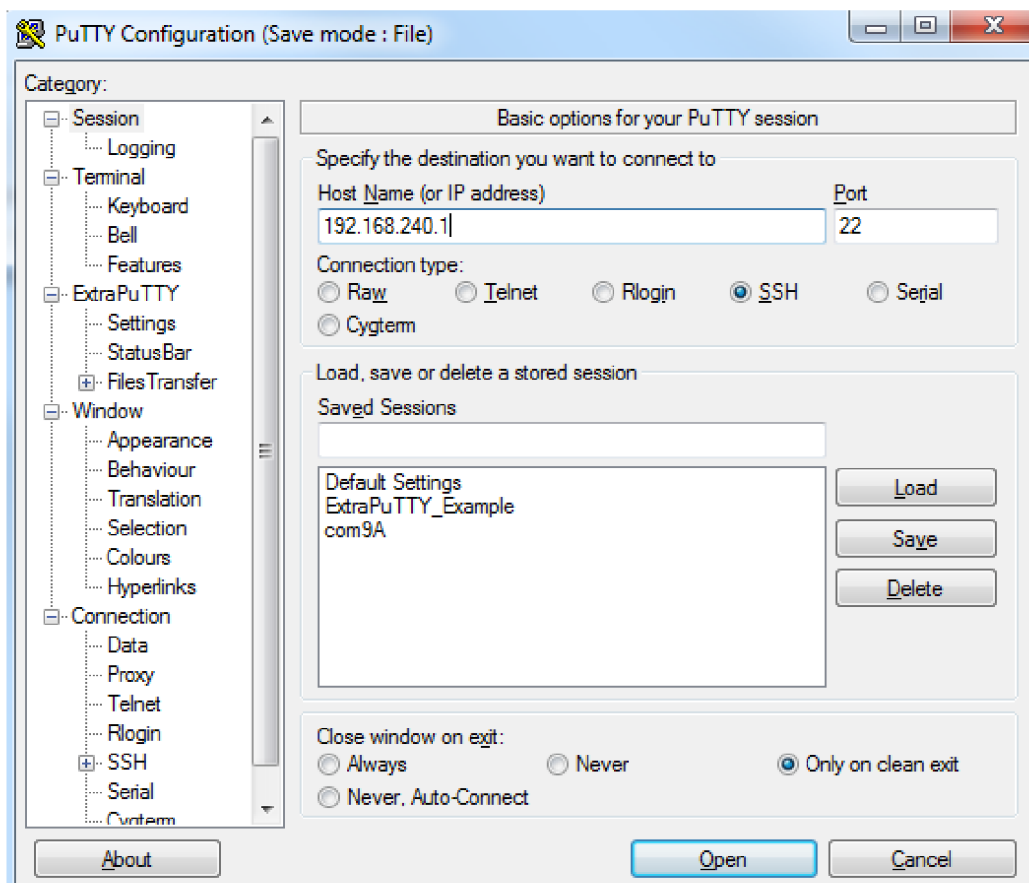 PuTTY Configuration (Save mode : File)
Category:
Session
Logging
Terminal
Keyboard
Bell
Features
ExtraPuTTY
Settings
StatusBar
FilesTransfer
Window
Appearance
Behaviour
Translation
Selection
Colours
Hyperlinks
Connection
Data
Proxy
Telnet
Rlogin
SSH
Serial
Cygterm
Basic options for your PuTTY session
Specify the destination you want to connect to
Host Name (or IP address) Port
192.168.240.1 22
Connection type:
Raw Telnet Rlogin SSH Serial
Cygterm
Load, save or delete a stored session
Saved Sessions
Default Settings
ExtraPuTTY_Example
com9A
Load
Save
Delete
Close window on exit:
Always Never Only on clean exit
Never, Auto-Connect
About Open Cancel